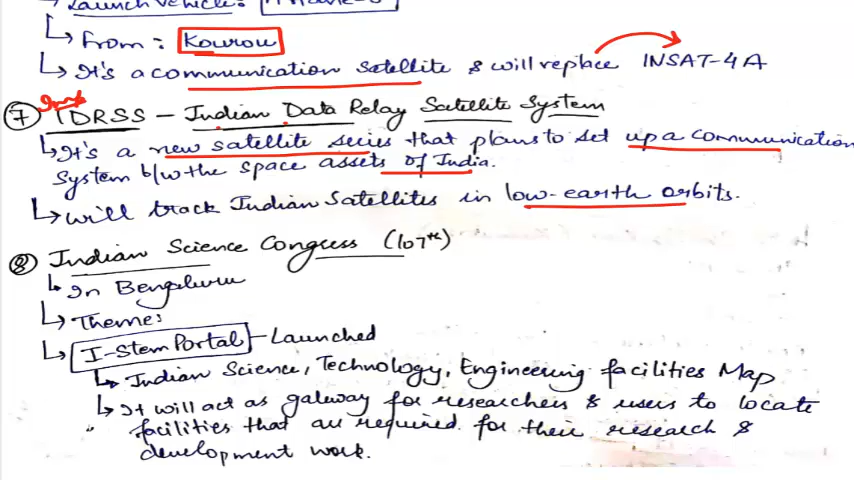 ↳ Launch Vehicle:
↳ From: Kourou
↳ It's a communication satellite & will replace INSAT-4A
⑦ Imp IDRSS - Indian Data Relay Satellite System
↳ It's a new satellite series that plans to set up a communication
system b/w the space assets of India.
↳ will track Indian Satellites in low-earth orbits.
⑧ Indian Science Congress (107th)
↳ In Bengaluru
↳ Theme:
↳ I-Stem Portal - Launched
↳ Indian Science, Technology, Engineering facilities Map
↳ It will act as gateway for researchers & users to locate
facilities that are required for their research &
development work.